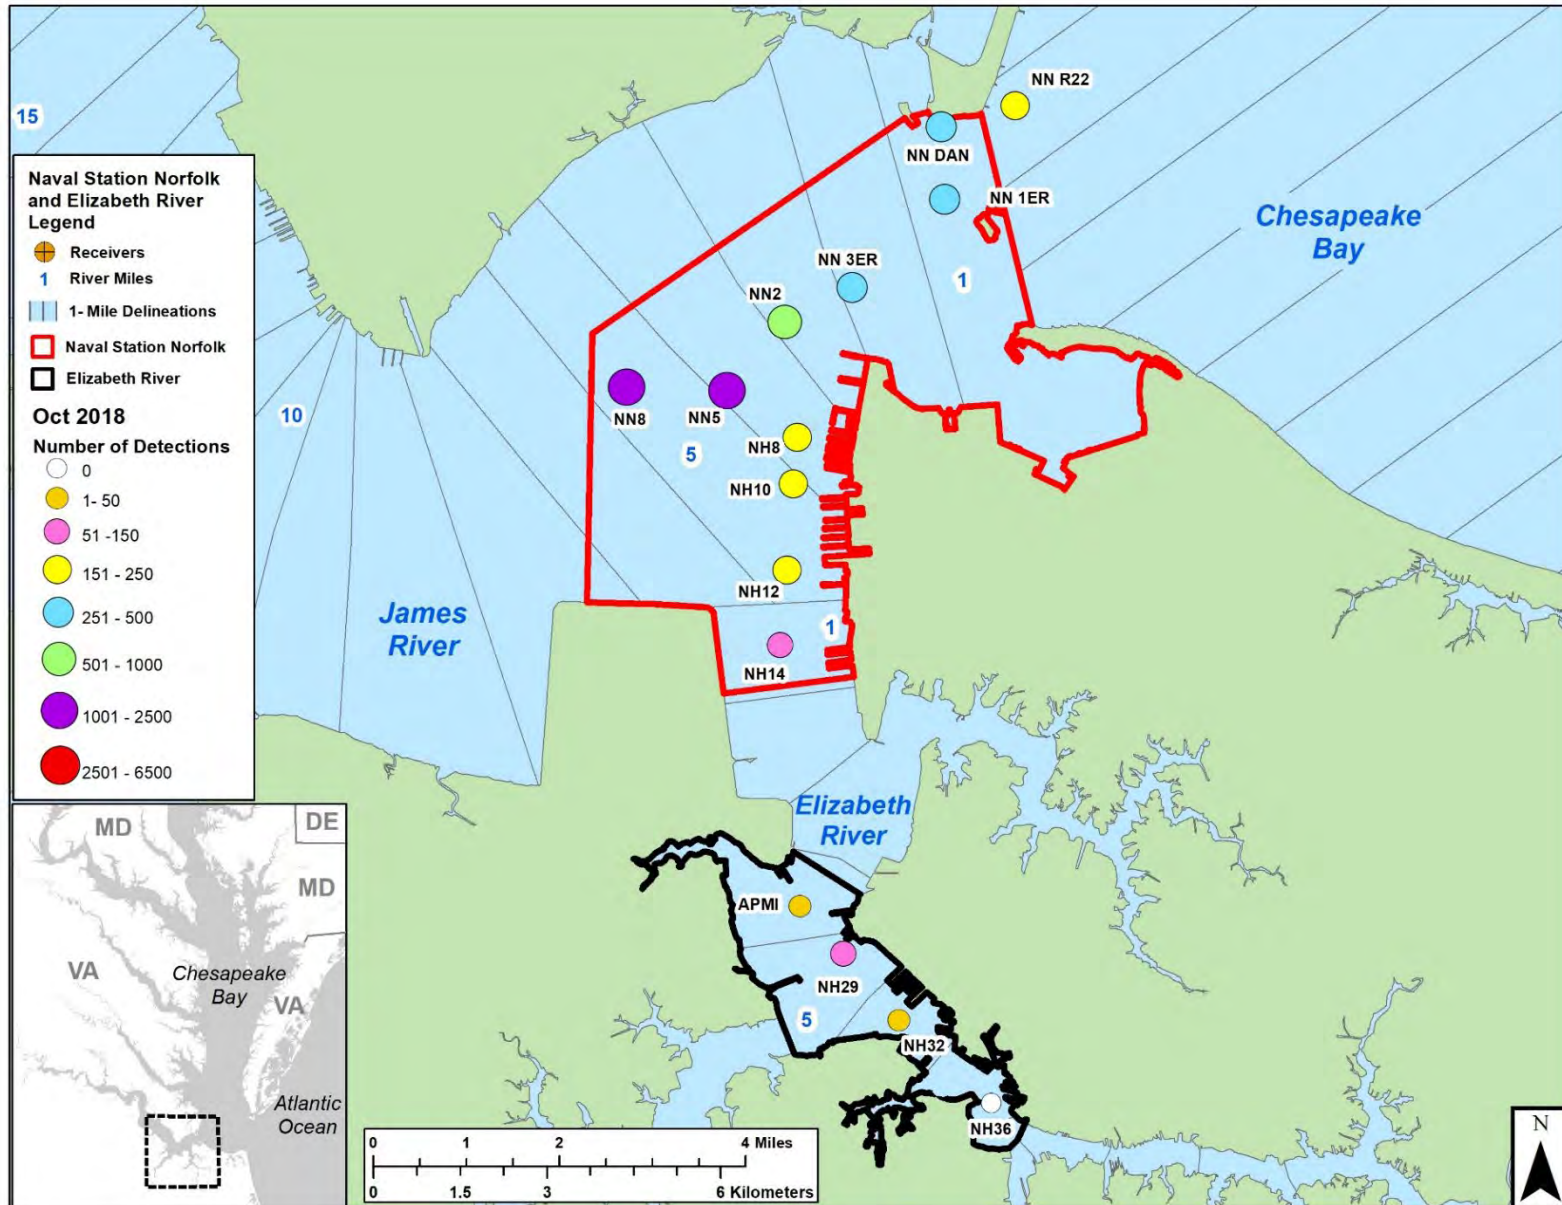 NN R22
15
NN DAN
Naval Station Norfolk
and Elizabeth River
Legend
Receivers
1 River Miles
1- Mile Delineations
Naval Station Norfolk
Elizabeth River
Oct 2018
Number of Detections
0
1- 50
51 -150
151 - 250
251 - 500
501 - 1000
1001 - 2500
2501 - 6500
NN 1ER
Chesapeake
Bay
NN 3ER
1
NN2
NN8
NN5
10
NH8
5
NH10
NH12
James
River
1
NH14
Elizabeth
River
APMI
NH29
5
NH32
NH36
MD
DE
MD
VA
Chesapeake
Bay
VA
Atlantic
Ocean
0 1 2 4 Miles
0 1.5 3 6 Kilometers
N